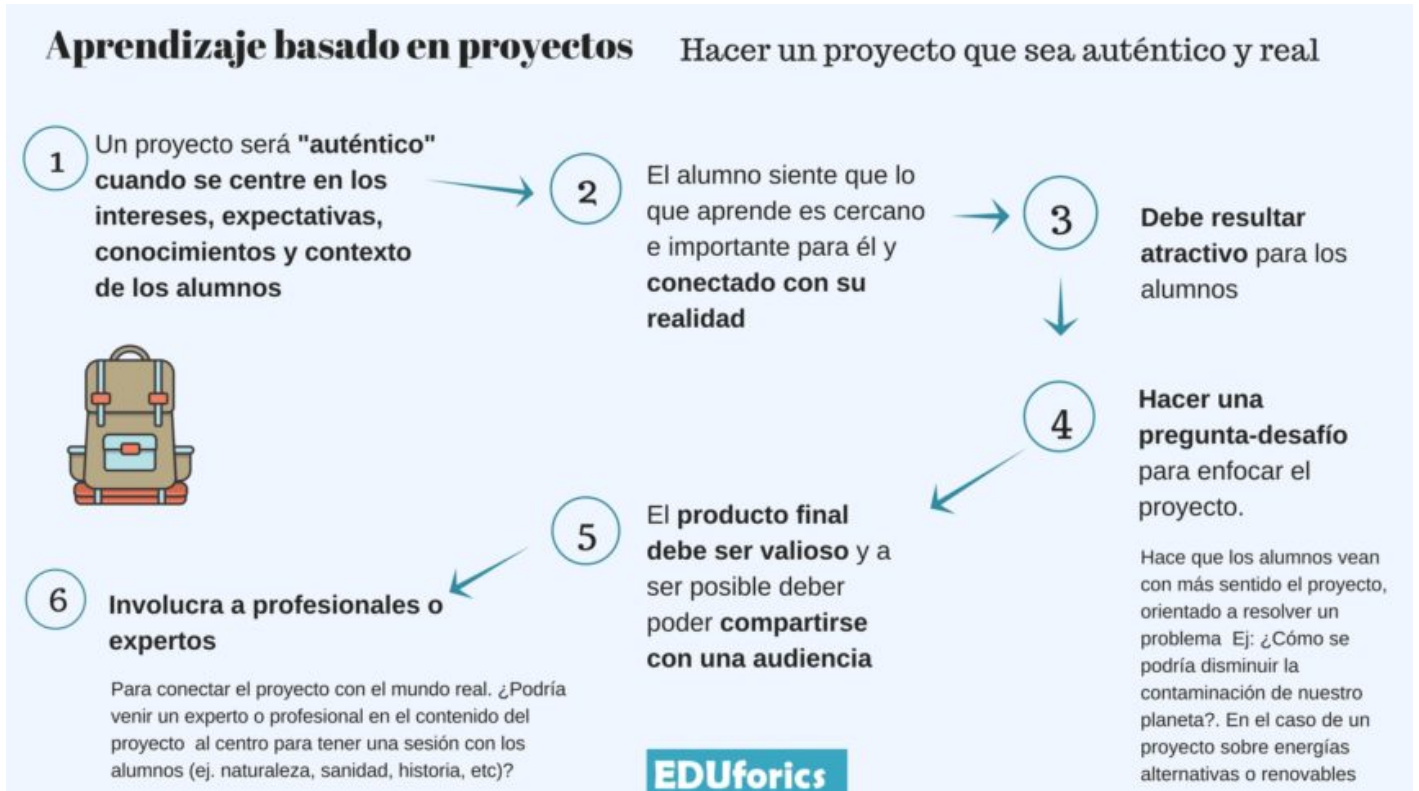 Aprendizaje basado en proyectos
Hacer un proyecto que sea auténtico y real
1
Un proyecto será "auténtico"
cuando se centre en los
intereses, expectativas,
conocimientos y contexto
de los alumnos
2
El alumno siente que lo
que aprende es cercano
e importante para él y
conectado con su
realidad
3
Debe resultar
atractivo para los
alumnos
4
Hacer una
pregunta-desafío
para enfocar el
proyecto.
Hace que los alumnos vean
con más sentido el proyecto,
orientado a resolver un
problema Ej: ¿Cómo se
podría disminuir la
contaminación de nuestro
planeta?. En el caso de un
proyecto sobre energías
alternativas o renovables
5
El producto final
debe ser valioso y a
ser posible deber
poder compartirse
con una audiencia
6
Involucra a profesionales o
expertos
Para conectar el proyecto con el mundo real. ¿Podría
venir un experto o profesional en el contenido del
proyecto al centro para tener una sesión con los
alumnos (ej. naturaleza, sanidad, historia, etc)?
EDUforics